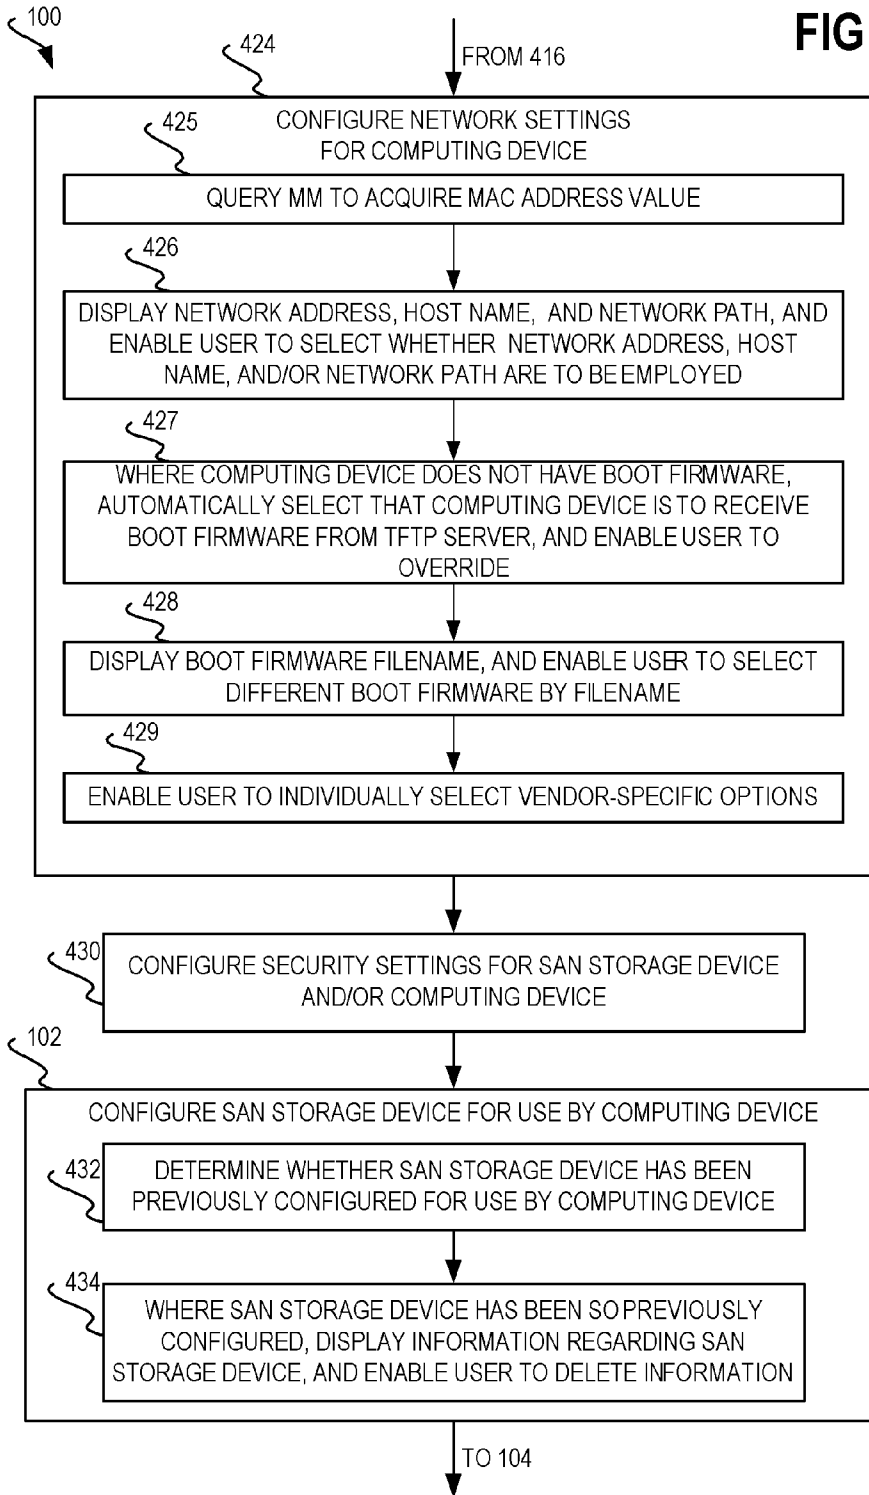 100
FIG
FROM 416
424
CONFIGURE NETWORK SETTINGS
FOR COMPUTING DEVICE
425
QUERY MM TO ACQUIRE MAC ADDRESS VALUE
426
DISPLAY NETWORK ADDRESS, HOST NAME, AND NETWORK PATH, AND
ENABLE USER TO SELECT WHETHER NETWORK ADDRESS, HOST
NAME, AND/OR NETWORK PATH ARE TO BE EMPLOYED
427
WHERE COMPUTING DEVICE DOES NOT HAVE BOOT FIRMWARE,
AUTOMATICALLY SELECT THAT COMPUTING DEVICE IS TO RECEIVE
BOOT FIRMWARE FROM TFTP SERVER, AND ENABLE USER TO
OVERRIDE
428
DISPLAY BOOT FIRMWARE FILENAME, AND ENABLE USER TO SELECT
DIFFERENT BOOT FIRMWARE BY FILENAME
429
ENABLE USER TO INDIVIDUALLY SELECT VENDOR-SPECIFIC OPTIONS
430
CONFIGURE SECURITY SETTINGS FOR SAN STORAGE DEVICE
AND/OR COMPUTING DEVICE
102
CONFIGURE SAN STORAGE DEVICE FOR USE BY COMPUTING DEVICE
432
DETERMINE WHETHER SAN STORAGE DEVICE HAS BEEN
PREVIOUSLY CONFIGURED FOR USE BY COMPUTING DEVICE
434
WHERE SAN STORAGE DEVICE HAS BEEN SO PREVIOUSLY
CONFIGURED, DISPLAY INFORMATION REGARDING SAN
STORAGE DEVICE, AND ENABLE USER TO DELETE INFORMATION
TO 104